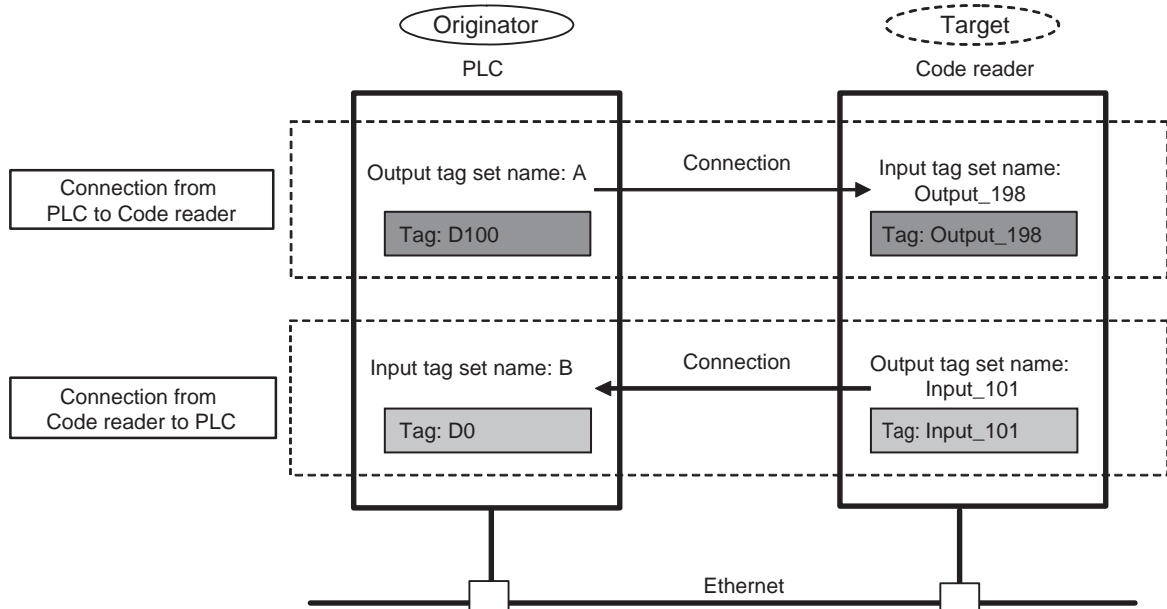 Originator
Target
PLC
Code reader
Connection from
PLC to Code reader
Output tag set name: A
Connection
Input tag set name:
Output_198
Tag: D100
Tag: Output_198
Connection from
Code reader to PLC
Input tag set name: B
Connection
Output tag set name:
Input_101
Tag: D0
Tag: Input_101
Ethernet